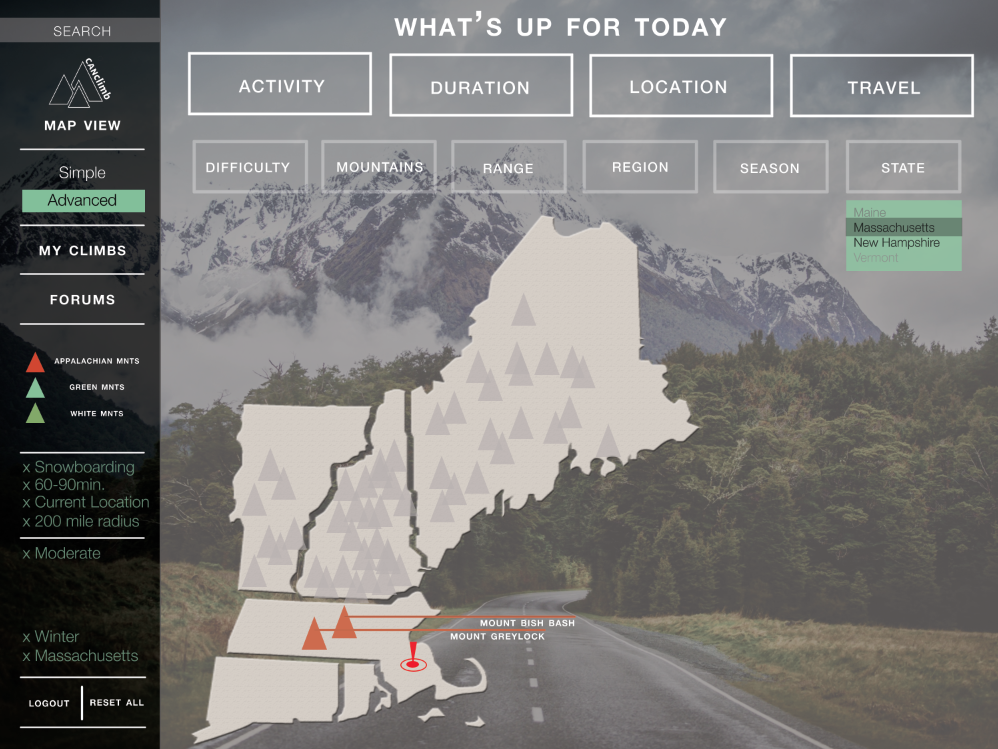 SEARCH
CANclimb
MAP VIEW
Simple
Advanced
MY CLIMBS
FORUMS
APPALACHIAN MNTS
GREEN MNTS
WHITE MNTS
x Snowboarding
x 60-90min.
x Current Location
x 200 mile radius
x Moderate
x Winter
x Massachusetts
LOGOUT RESET ALL
WHAT'S UP FOR TODAY
ACTIVITY DURATION LOCATION TRAVEL
DIFFICULTY MOUNTAINS RANGE REGION SEASON STATE
Maine
Massachusetts
New Hampshire
Vermont
MOUNT BISH BASH
MOUNT GREYLOCK